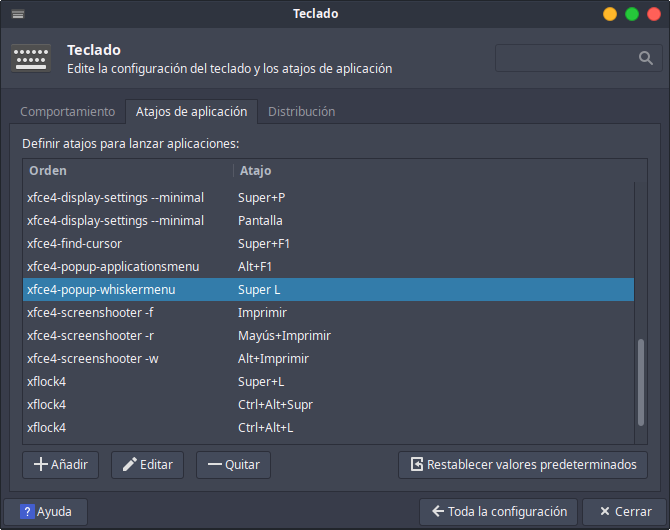 Teclado
Teclado
Edite la configuración del teclado y los atajos de aplicación
Comportamiento Atajos de aplicación Distribución
Definir atajos para lanzar aplicaciones:
Orden Atajo
xfce4-display-settings --minimal Super+P
xfce4-display-settings --minimal Pantalla
xfce4-find-cursor Super+F1
xfce4-popup-applicationsmenu Alt+F1
xfce4-popup-whiskermenu Super L
xfce4-screenshooter -f Imprimir
xfce4-screenshooter -r Mayús+Imprimir
xfce4-screenshooter -w Alt+Imprimir
xflock4 Super+L
xflock4 Ctrl+Alt+Supr
xflock4 Ctrl+Alt+L
Añadir Editar Quitar Restablecer valores predeterminados
? Ayuda Toda la configuración Cerrar